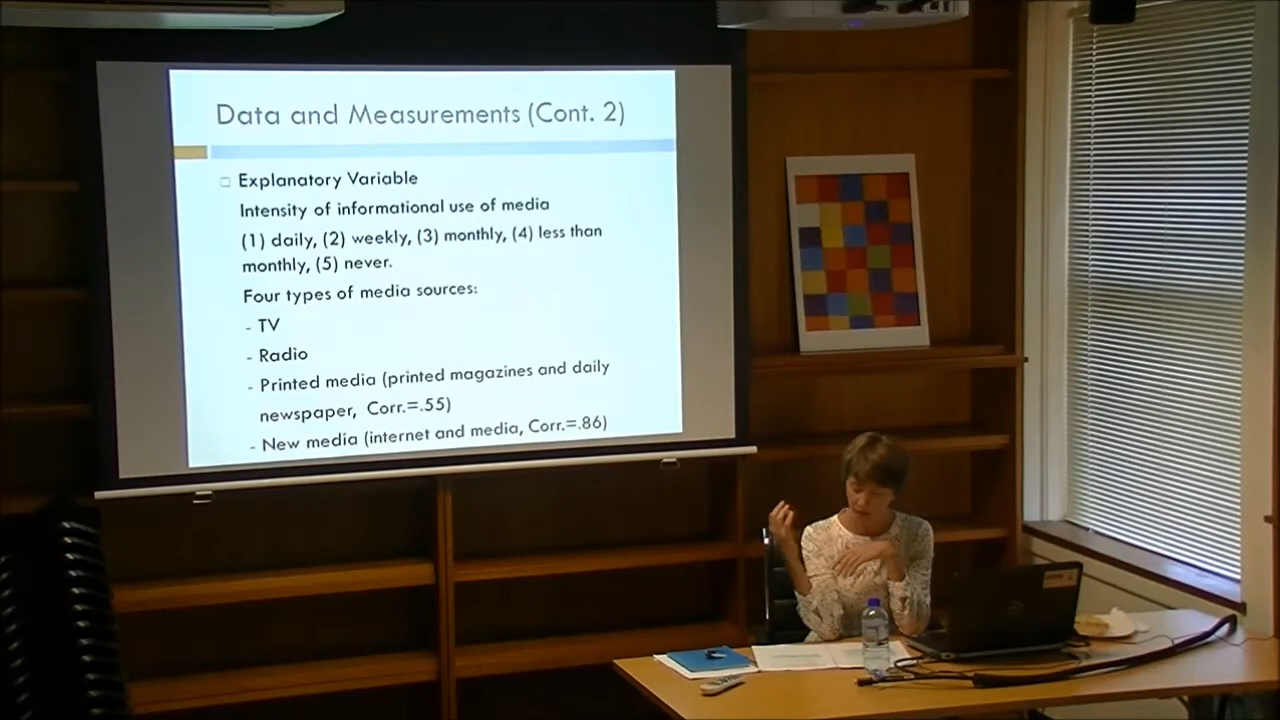 Data and Measurements (Cont. 2)
Explanatory Variable
Intensity of informational use of media
(1) daily, (2) weekly, (3) monthly, (4) less than
monthly, (5) never.
Four types of media sources:
- TV
- Radio
- Printed media (printed magazines and daily
newspaper, Corr.=.55)
- New media (internet and media, Corr.=.86)